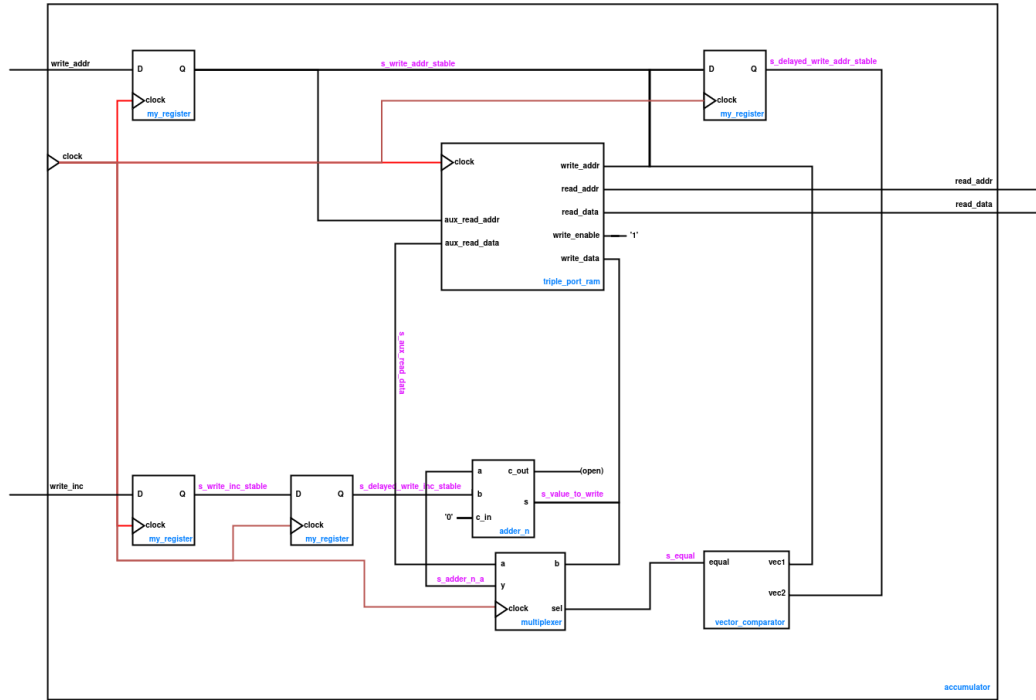 write_addr
D
Q
clock
my_register
s_write_addr_stable
D
Q
clock
my_register
s_delayed_write_addr_stable
clock
clock
aux_read_addr
aux_read_data
write_addr
read_addr
read_data
write_enable
'1'
write_data
triple_port_ram
read_addr
read_data
s_aux_read_data
write_inc
D
Q
clock
my_register
s_write_inc_stable
D
Q
clock
my_register
s_delayed_write_inc_stable
a
b
'0'
c_in
c_out
(open)
s
adder_n
s_value_to_write
s_adder_n_a
a
y
clock
b
sel
multiplexer
s_equal
equal
vec1
vec2
vector_comparator
accumulator